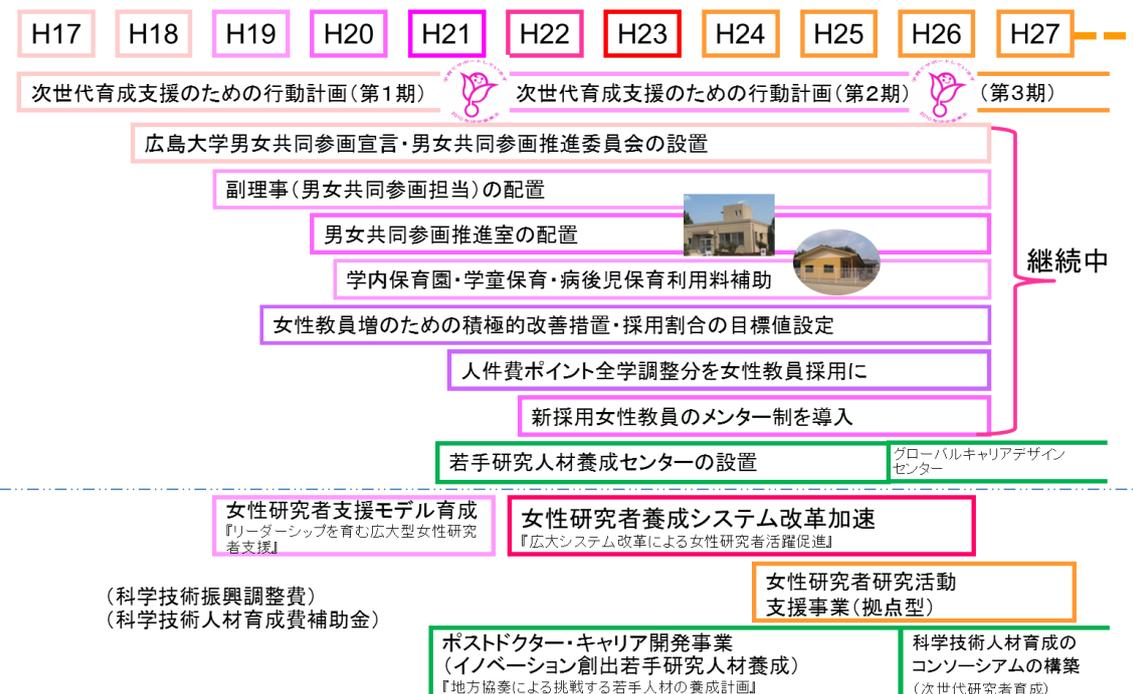 H17 H18 H19 H20 H21 H22 H23 H24 H25 H26 H27
次世代育成支援のための行動計画（第1期） 次世代育成支援のための行動計画（第2期） （第3期）
広島大学男女共同参画宣言・男女共同参画推進委員会の設置
副理事（男女共同参画担当）の配置
男女共同参画推進室の配置
学内保育園・学童保育・病後児保育利用料補助
継続中
女性教員増のための積極的改善措置・採用割合の目標値設定
人件費ポイント全学調整分を女性教員採用に
新採用女性教員のメンター制を導入
若手研究人材養成センターの設置
グローバルキャリアデザイン
センター
女性研究者支援モデル育成
『リーダーシップを育む広大型女性研究
者支援』
女性研究者養成システム改革加速
『広大システム改革による女性研究者活躍促進』
女性研究者研究活動
支援事業（拠点型）
（科学技術振興調整費）
（科学技術人材育成費補助金）
ポストドクター・キャリア開発事業
（イノベーション創出若手研究人材養成）
『地方協奏による挑戦する若手人材の養成計画』
科学技術人材育成の
コンソーシアムの構築
（次世代研究者育成）